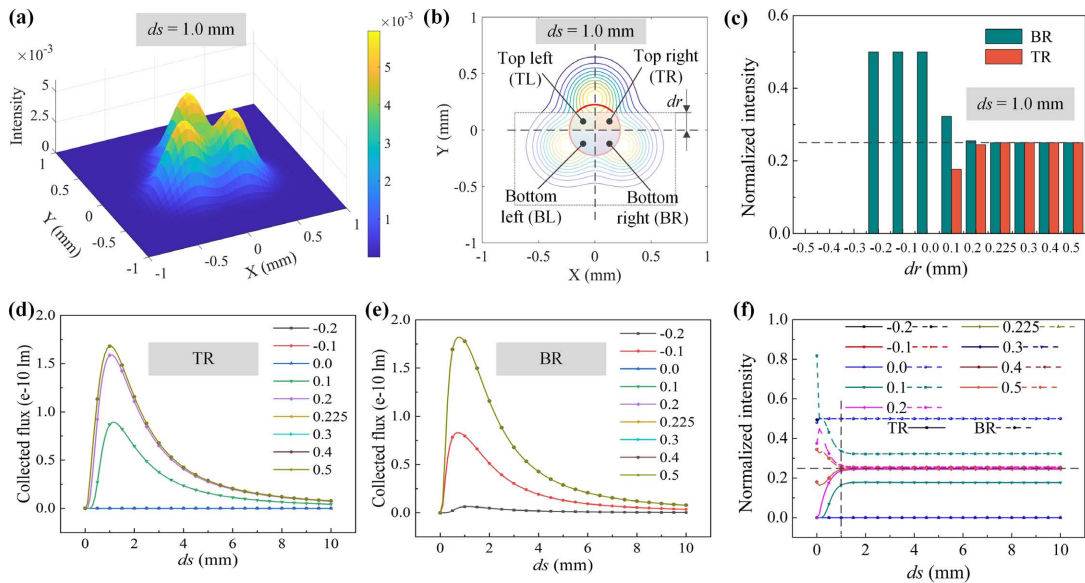 (a)
ds = 1.0 mm
×10⁻³
×10⁻³
Intensity
5
2.5
0
1
0.5
0
-0.5
-1
Y (mm)
-1
-0.5
0
0.5
1
X (mm)
5
4
3
2
1
(b)
ds = 1.0 mm
Top left
(TL)
Top right
(TR)
dr
Bottom
left (BL)
Bottom
right (BR)
Y (mm)
1
0.5
0
-0.5
-1
-1
-0.5
0
0.5
1
X (mm)
(c)
BR
TR
ds = 1.0 mm
Normalized intensity
0.6
0.4
0.2
0.0
-0.5 -0.4 -0.3 -0.2 -0.1 0.0 0.1 0.2 0.225 0.3 0.4 0.5
dr (mm)
(d)
TR
-0.2
-0.1
0.0
0.1
0.2
0.225
0.3
0.4
0.5
Collected flux (e-10 lm)
2.0
1.5
1.0
0.5
0.0
0 2 4 6 8 10
ds (mm)
(e)
BR
-0.2
-0.1
0.0
0.1
0.2
0.225
0.3
0.4
0.5
Collected flux (e-10 lm)
2.0
1.5
1.0
0.5
0.0
0 2 4 6 8 10
ds (mm)
(f)
-0.2
-0.1
0.0
0.1
0.2
0.225
0.3
0.4
0.5
TR
BR
Normalized intensity
1.0
0.8
0.6
0.4
0.2
0.0
0 2 4 6 8 10
ds (mm)